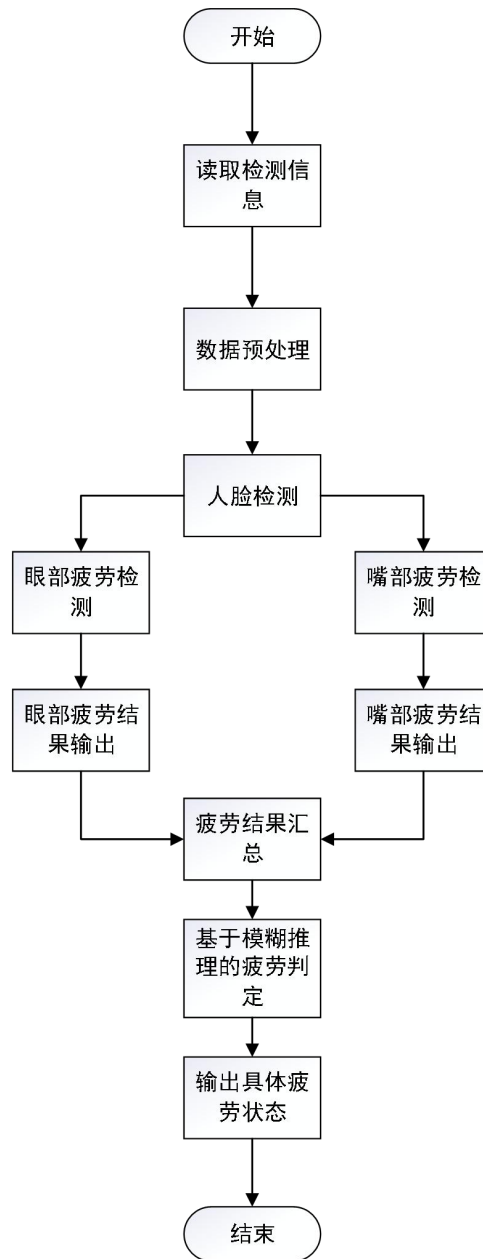 开始
读取检测信
息
数据预处理
人脸检测
眼部疲劳检
测
嘴部疲劳检
测
眼部疲劳结
果输出
嘴部疲劳结
果输出
疲劳结果汇
总
基于模糊推
理的疲劳判
定
输出具体疲
劳状态
结束